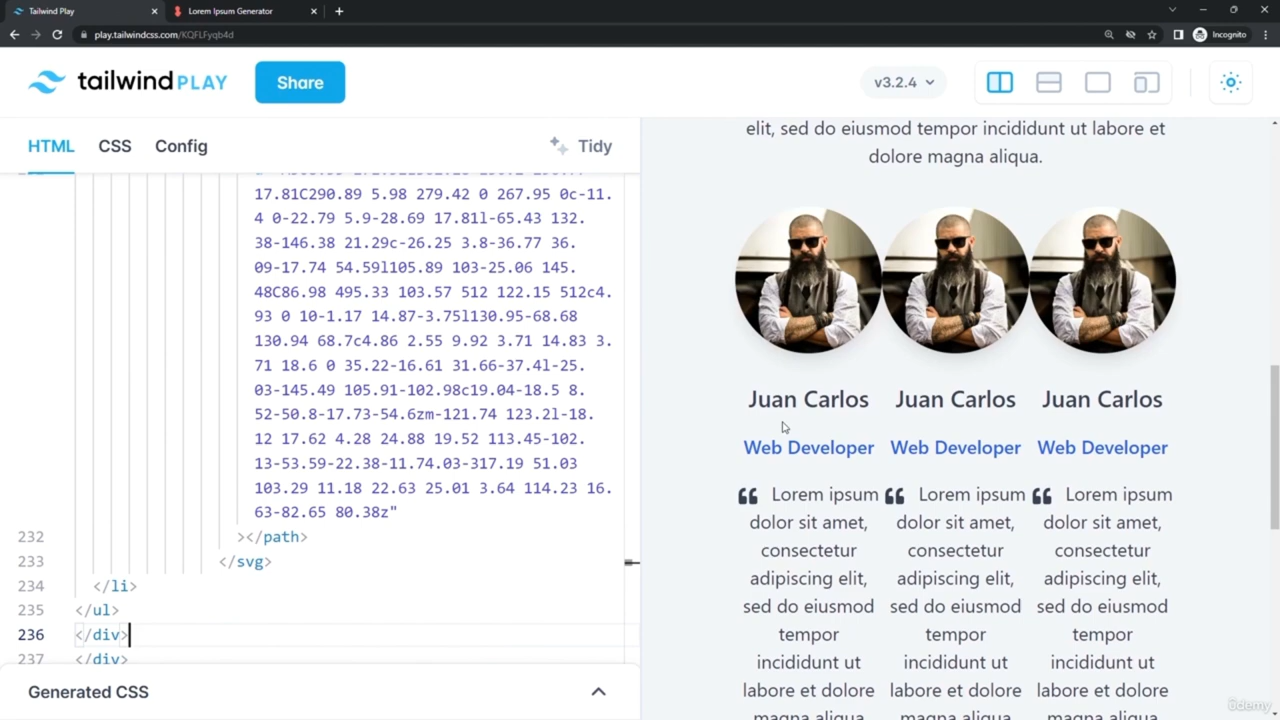 Tailwind Play
Lorem Ipsum Generator
play.tailwindcss.com/KQFLFyqb4d
Incognito
tailwind PLAY
Share
v3.2.4
HTML
CSS
Config
Tidy
17.81C290.89 5.98 279.42 0 267.95 0c-11.
4 0-22.79 5.9-28.69 17.81l-65.43 132.
38-146.38 21.29c-26.25 3.8-36.77 36.
09-17.74 54.59l105.89 103-25.06 145.
48C86.98 495.33 103.57 512 122.15 512c4.
93 0 10-1.17 14.87-3.75l130.95-68.68
130.94 68.7c4.86 2.55 9.92 3.71 14.83 3.
71 18.6 0 35.22-16.61 31.66-37.4l-25.
03-145.49 105.91-102.98c19.04-18.5 8.
52-50.8-17.73-54.6zm-121.74 123.2l-18.
12 17.62 4.28 24.88 19.52 113.45-102.
13-53.59-22.38-11.74.03-317.19 51.03
103.29 11.18 22.63 25.01 3.64 114.23 16.
63-82.65 80.38z"
232 ></path>
233 </svg>
234 </li>
235 </ul>
236 </div>
237 </div>
Generated CSS
elit, sed do eiusmod tempor incididunt ut labore et
dolore magna aliqua.
Juan Carlos
Web Developer
Lorem ipsum
dolor sit amet,
consectetur
adipiscing elit,
sed do eiusmod
tempor
incididunt ut
labore et dolore
magna aliqua
Juan Carlos
Web Developer
Lorem ipsum
dolor sit amet,
consectetur
adipiscing elit,
sed do eiusmod
tempor
incididunt ut
labore et dolore
magna aliqua
Juan Carlos
Web Developer
Lorem ipsum
dolor sit amet,
consectetur
adipiscing elit,
sed do eiusmod
tempor
incididunt ut
labore et dolore
magna aliqua
ûdemy